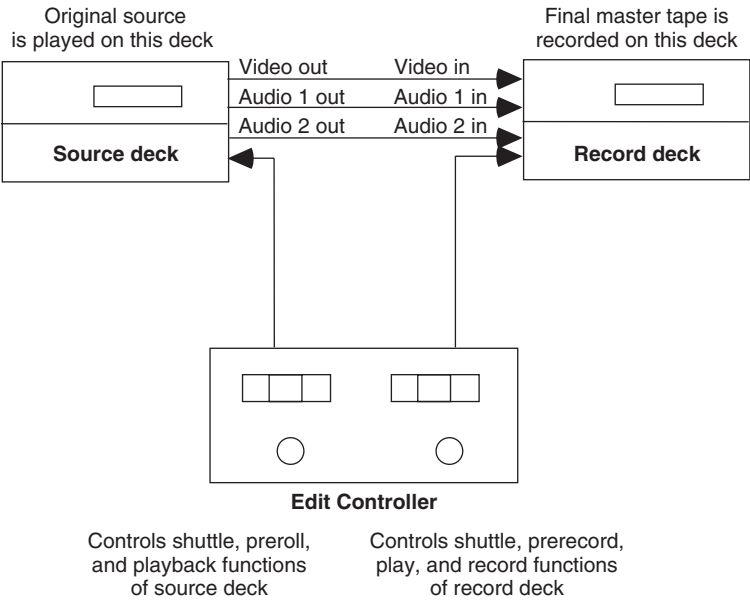 Original source
is played on this deck
Final master tape is
recorded on this deck
Video out
Video in
Audio 1 out
Audio 1 in
Audio 2 out
Audio 2 in
Source deck
Record deck
Edit Controller
Controls shuttle, preroll,
and playback functions
of source deck
Controls shuttle, prerecord,
play, and record functions
of record deck